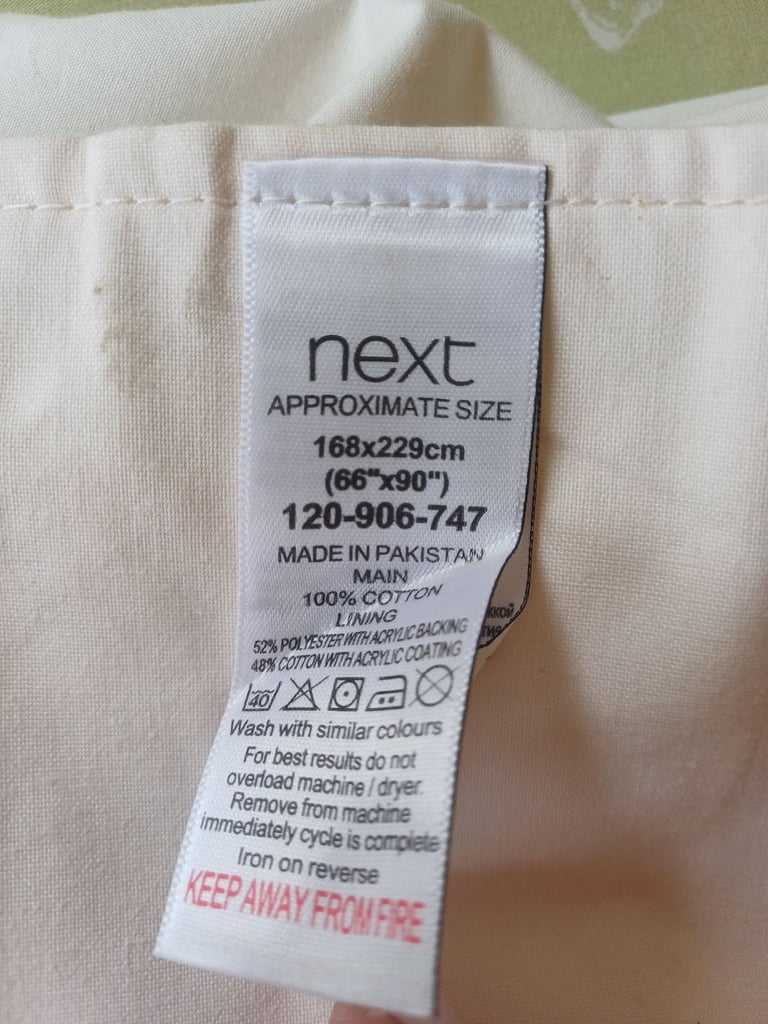 next
APPROXIMATE SIZE
168x229cm
(66"x90")
120-906-747
MADE IN PAKISTAN
MAIN
100% COTTON
LINING
52% POLYESTER WITH ACRYLIC BACKING
48% COTTON WITH ACRYLIC COATING
40
Wash with similar colours
For best results do not
overload machine / dryer.
Remove from machine
immediately cycle is complete
Iron on reverse
KEEP AWAY FROM FIRE